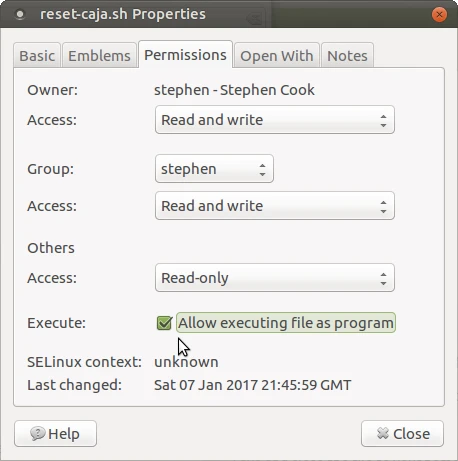 reset-caja.sh Properties
Basic Emblems Permissions Open With Notes
Owner: stephen - Stephen Cook
Access: Read and write
Group: stephen
Access: Read and write
Others
Access: Read-only
Execute: Allow executing file as program
SELinux context: unknown
Last changed: Sat 07 Jan 2017 21:45:59 GMT
Help Close